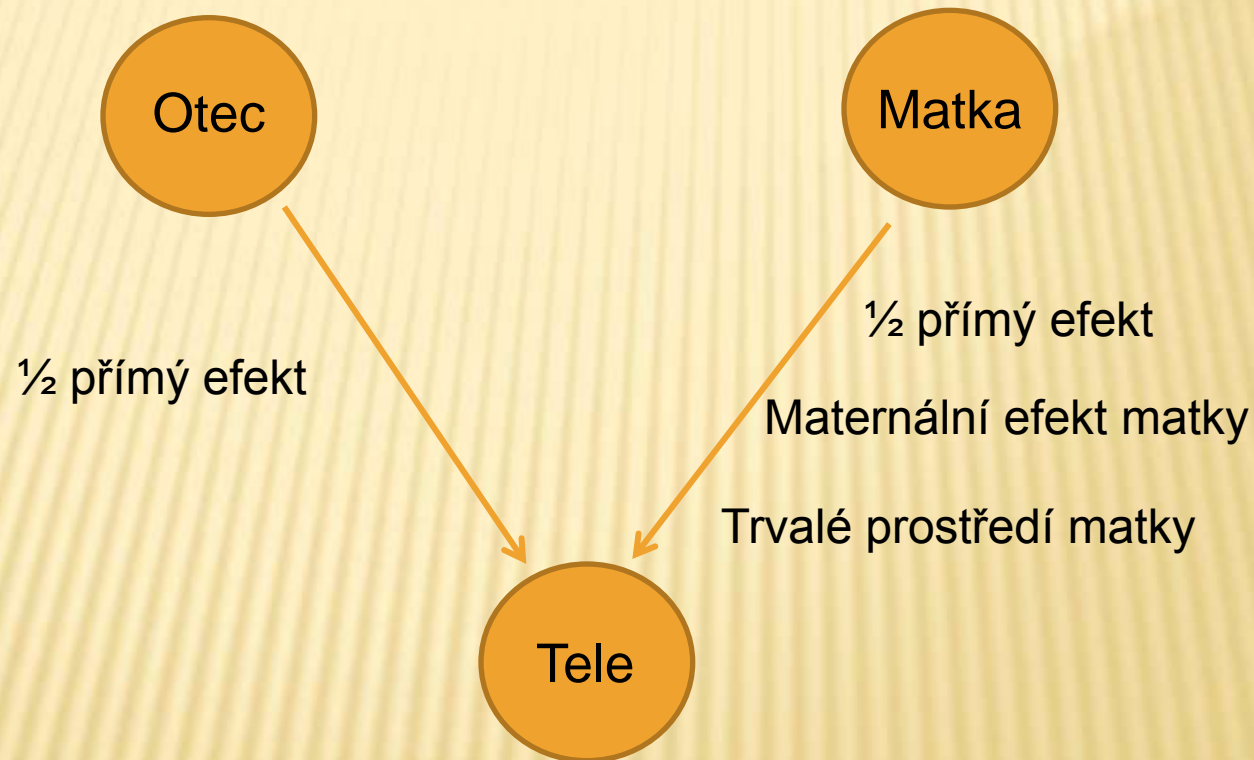 Otec
Matka
½ přímý efekt
½ přímý efekt
Maternální efekt matky
Trvalé prostředí matky
Tele